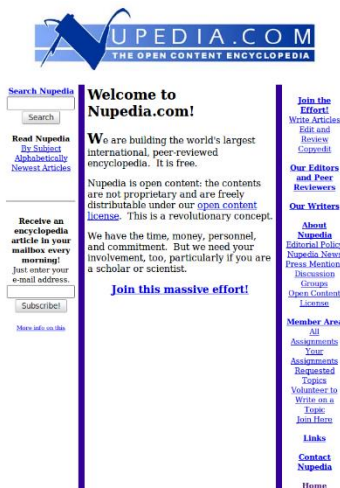 NUPEDIA.COM
THE OPEN CONTENT ENCYCLOPEDIA
Search Nupedia
Search
Read Nupedia
By Subject
Alphabetically
Newest Articles
Receive an
encyclopedia
article in your
mailbox every
morning!
Just enter your
e-mail address.
Subscribe!
More info on this
Welcome to
Nupedia.com!
We are building the world's largest
international, peer-reviewed
encyclopedia. It is free.
Nupedia is open content: the contents
are not proprietary and are freely
distributable under our open content
license. This is a revolutionary concept.
We have the time, money, personnel,
and commitment. But we need your
involvement, too, particularly if you are
a scholar or scientist.
Join this massive effort!
Join the
Effort!
Write Articles
Edit and
Review
Copyedit
Our Editors
and Peer
Reviewers
Our Writers
About
Nupedia
Editorial Policy
Nupedia News
Press Mention
Discussion
Groups
Open Content
License
Member Area
All
Assignments
Your
Assignments
Requested
Topics
Volunteer to
Write on a
Topic
Join Here
Links
Contact
Nupedia
Home